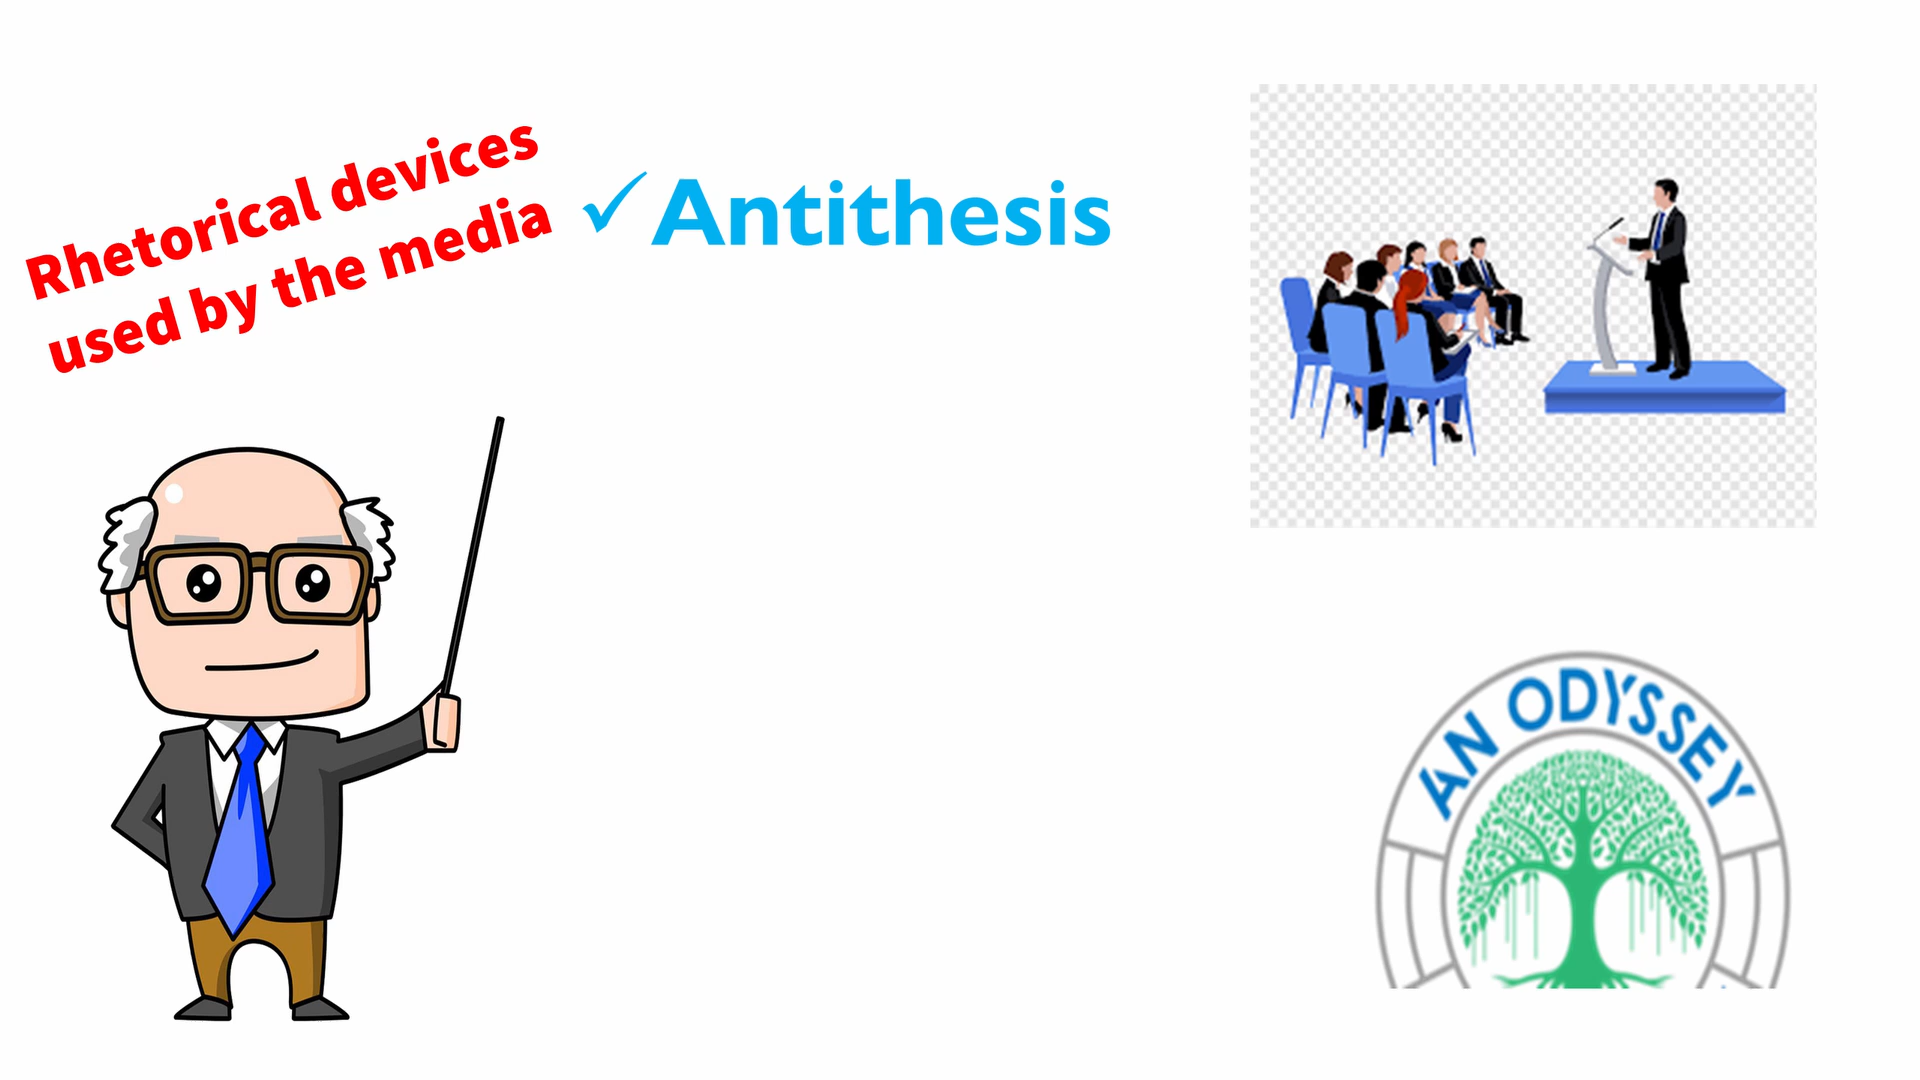 Rhetorical devices
used by the media
✓Antithesis
AN ODYSSEY